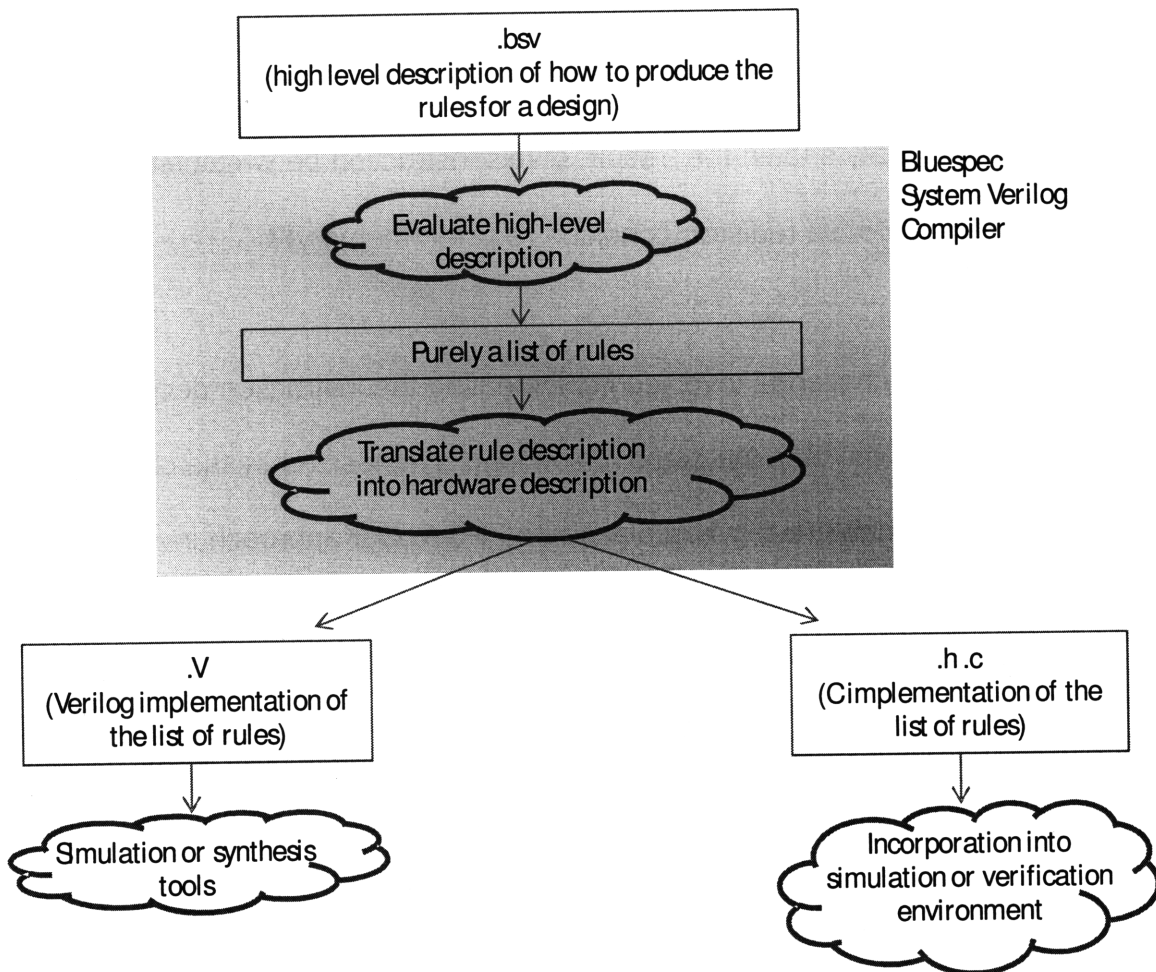 .bsv
(high level description of how to produce the
rules for a design)
Bluespec
System Verilog
Compiler
Evaluate high-level
description
Purely a list of rules
Translate rule description
into hardware description
.V
(Verilog implementation of
the list of rules)
.h .c
(C implementation of the
list of rules)
Simulation or synthesis
tools
Incorporation into
simulation or verification
environment